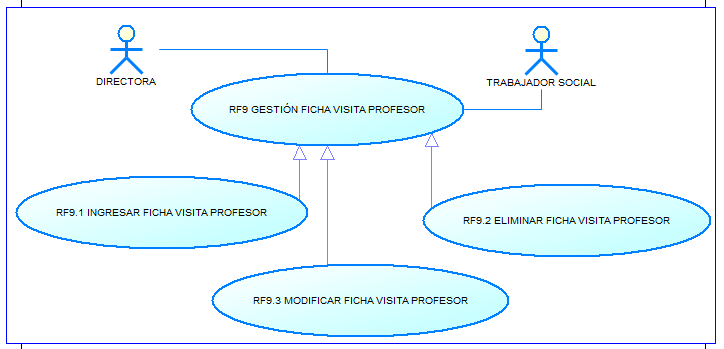 DIRECTORA
TRABAJADOR SOCIAL
RF9 GESTIÓN FICHA VISITA PROFESOR
RF9.1 INGRESAR FICHA VISITA PROFESOR
RF9.2 ELIMINAR FICHA VISITA PROFESOR
RF9.3 MODIFICAR FICHA VISITA PROFESOR